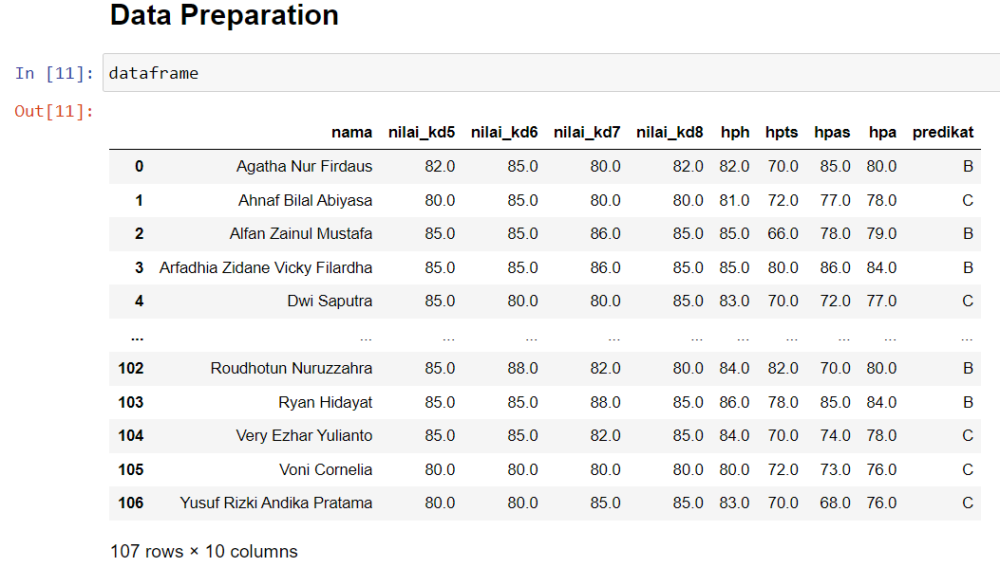 Data Preparation
In [11]: dataframe
Out[11]:
nama nilai_kd5 nilai_kd6 nilai_kd7 nilai_kd8 hph hpts hpas hpa predikat
0 Agatha Nur Firdaus 82.0 85.0 80.0 82.0 82.0 70.0 85.0 80.0 B
1 Ahnaf Bilal Abiyasa 80.0 85.0 80.0 80.0 81.0 72.0 77.0 78.0 C
2 Alfan Zainul Mustafa 85.0 85.0 86.0 85.0 85.0 66.0 78.0 79.0 B
3 Arfadhia Zidane Vicky Filardha 85.0 85.0 86.0 85.0 85.0 80.0 86.0 84.0 B
4 Dwi Saputra 85.0 80.0 80.0 85.0 83.0 70.0 72.0 77.0 C
... ... ... ... ... ... ... ... ... ... ...
102 Roudhotun Nuruzzahra 85.0 88.0 82.0 80.0 84.0 82.0 70.0 80.0 B
103 Ryan Hidayat 85.0 85.0 88.0 85.0 86.0 78.0 85.0 84.0 B
104 Very Ezhar Yulianto 85.0 85.0 82.0 85.0 84.0 70.0 74.0 78.0 C
105 Voni Cornelia 80.0 80.0 80.0 80.0 80.0 72.0 73.0 76.0 C
106 Yusuf Rizki Andika Pratama 80.0 80.0 85.0 85.0 83.0 70.0 68.0 76.0 C
107 rows × 10 columns